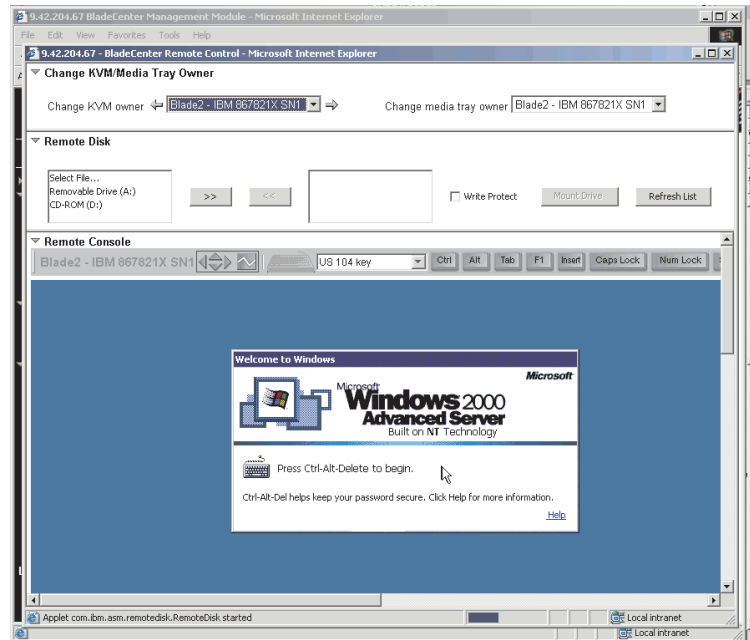 9.42.204.67 - BladeCenter Management Module - Microsoft Internet Explorer
File Edit View Favorites Tools Help
9.42.204.67 - BladeCenter Remote Control - Microsoft Internet Explorer
Change KVM/Media Tray Owner
Change KVM owner Blade2 - IBM 867821X SN1 Change media tray owner Blade2 - IBM 867821X SN1
Remote Disk
Select File...
Removable Drive (A:)
CD-ROM (D:)
>> << Write Protect Mount Drive Refresh List
Remote Console
Blade2 - IBM 867821X SN1 US 104 key Ctrl Alt Tab F1 Insert Caps Lock Num Lock
Welcome to Windows
Microsoft
Microsoft
Windows 2000
Advanced Server
Built on NT Technology
Press Ctrl-Alt-Delete to begin.
Ctrl-Alt-Del helps keep your password secure. Click Help for more information.
Help
Applet com.ibm.asm.remotedisk.RemoteDisk started Local intranet
Local intranet